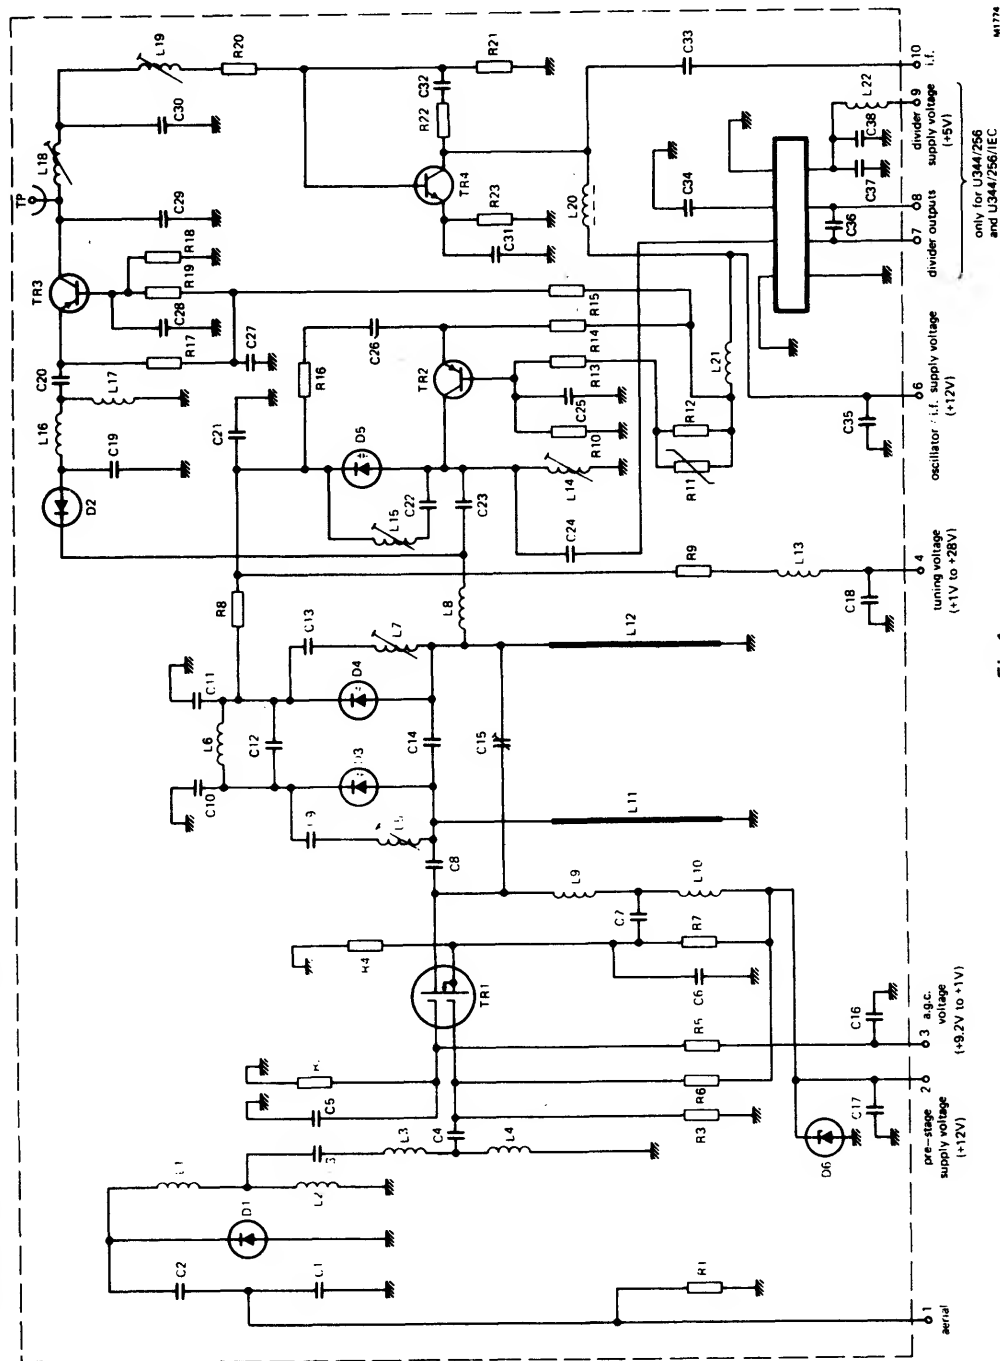 TP
L19
R20
R21
L18
C30
C32
R22
C29
R18
TR4
R23
C31
TR3
R19
C28
R17
C27
C20
L17
L16
C19
D2
C21
R16
C26
TR2
R15
R14
R13
C25
R10
R12
R11
L21
L20
D5
C22
L15
C23
L14
C24
C33
C34
L22
C38
C37
C36
C35
R8
C13
L7
D4
C11
L6
C12
C10
C14
C15
L8
L12
L11
C8
R9
L13
C18
L9
L10
C7
R7
C6
R4
TR1
R5
C16
R6
R3
C17
D6
C5
C4
L3
L4
L2
D1
C2
R1
1
aerial
2
pre-stage
supply voltage
(+12V)
3 a.g.c.
voltage
(+9.2V to +1V)
4
tuning voltage
(+1V to +28V)
6
oscillator / i.f. supply voltage
(+12V)
7 8
divider outputs
9
divider
supply voltage
(+5V)
10
i.f.
only for U344/256
and U344/256/IEC
M1774